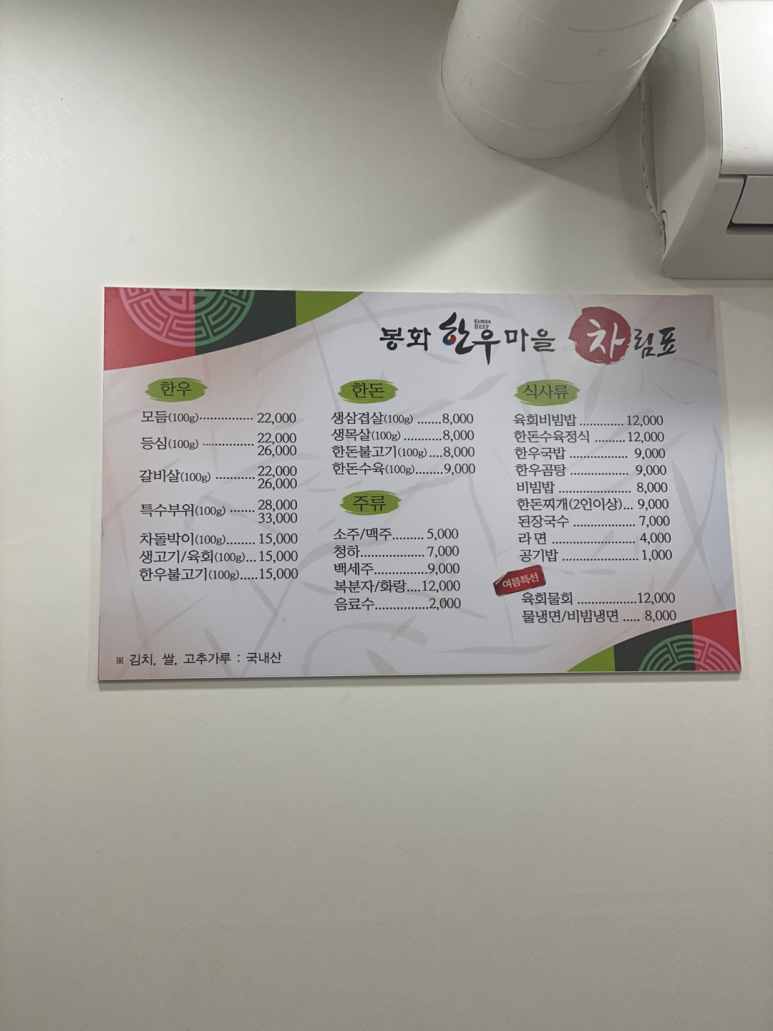 봉화 한우마을 차림표
KOREA BEEF
한우
모듬(100g)............... 22,000
등심(100g) .............. 22,000
26,000
갈비살(100g) ........... 22,000
26,000
특수부위(100g) ....... 28,000
33,000
차돌박이(100g)........ 15,000
생고기/육회(100g)... 15,000
한우불고기(100g).....15,000
※ 김치, 쌀, 고추가루 : 국내산
한돈
생삼겹살(100g) .......8,000
생목살(100g) ...........8,000
한돈불고기(100g)....8,000
한돈수육(100g)........9,000
주류
소주/맥주......... 5,000
청하...................7,000
백세주...............9,000
복분자/화랑....12,000
음료수................2,000
식사류
육회비빔밥 ............ 12,000
한돈수육정식 ........12,000
한우국밥 ................ 9,000
한우곰탕 ................ 9,000
비빔밥 .................... 8,000
한돈찌개(2인이상)... 9,000
된장국수 ................ 7,000
라면 ....................... 4,000
공기밥 .................... 1,000
여름특선
육회물회 ................12,000
물냉면/비빔냉면 ..... 8,000